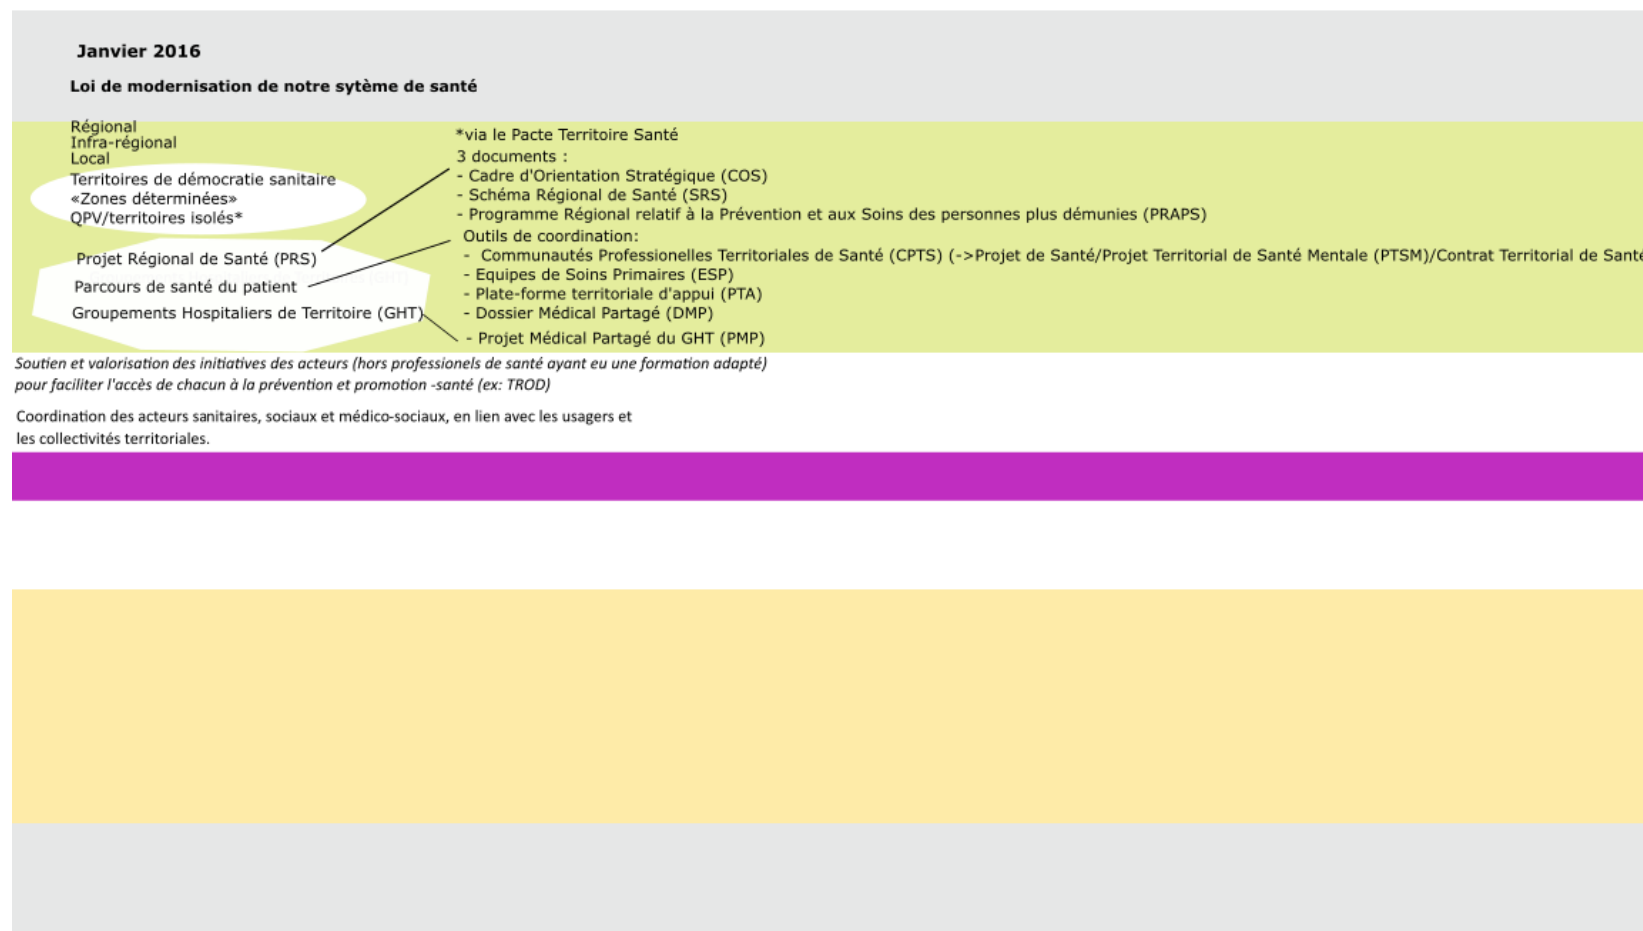 Janvier 2016
Loi de modernisation de notre sytème de santé
Régional
Infra-régional
Local
Territoires de démocratie sanitaire
«Zones déterminées»
QPV/territoires isolés*
Projet Régional de Santé (PRS)
Parcours de santé du patient
Groupements Hospitaliers de Territoire (GHT)
*via le Pacte Territoire Santé
3 documents :
- Cadre d'Orientation Stratégique (COS)
- Schéma Régional de Santé (SRS)
- Programme Régional relatif à la Prévention et aux Soins des personnes plus démunies (PRAPS)
Outils de coordination:
- Communautés Professionelles Territoriales de Santé (CPTS) (->Projet de Santé/Projet Territorial de Santé Mentale (PTSM)/Contrat Territorial de Santé
- Equipes de Soins Primaires (ESP)
- Plate-forme territoriale d'appui (PTA)
- Dossier Médical Partagé (DMP)
- Projet Médical Partagé du GHT (PMP)
Soutien et valorisation des initiatives des acteurs (hors professionels de santé ayant eu une formation adapté)
pour faciliter l'accès de chacun à la prévention et promotion -santé (ex: TROD)
Coordination des acteurs sanitaires, sociaux et médico-sociaux, en lien avec les usagers et
les collectivités territoriales.